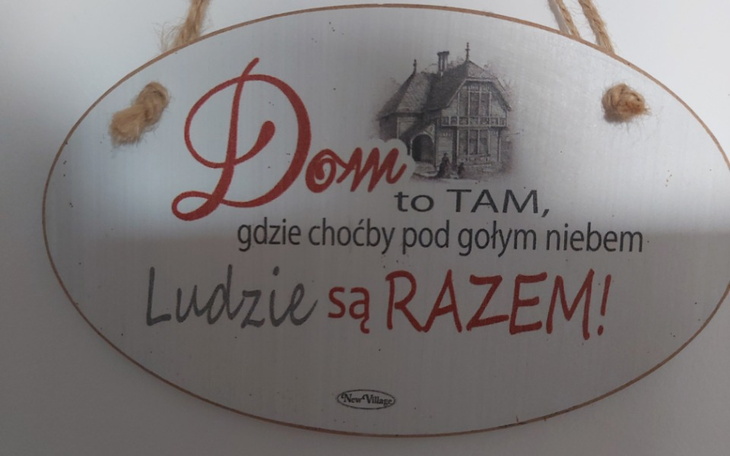 Dom
to TAM,
gdzie choćby pod gołym niebem
Ludzie są RAZEM!
New Village